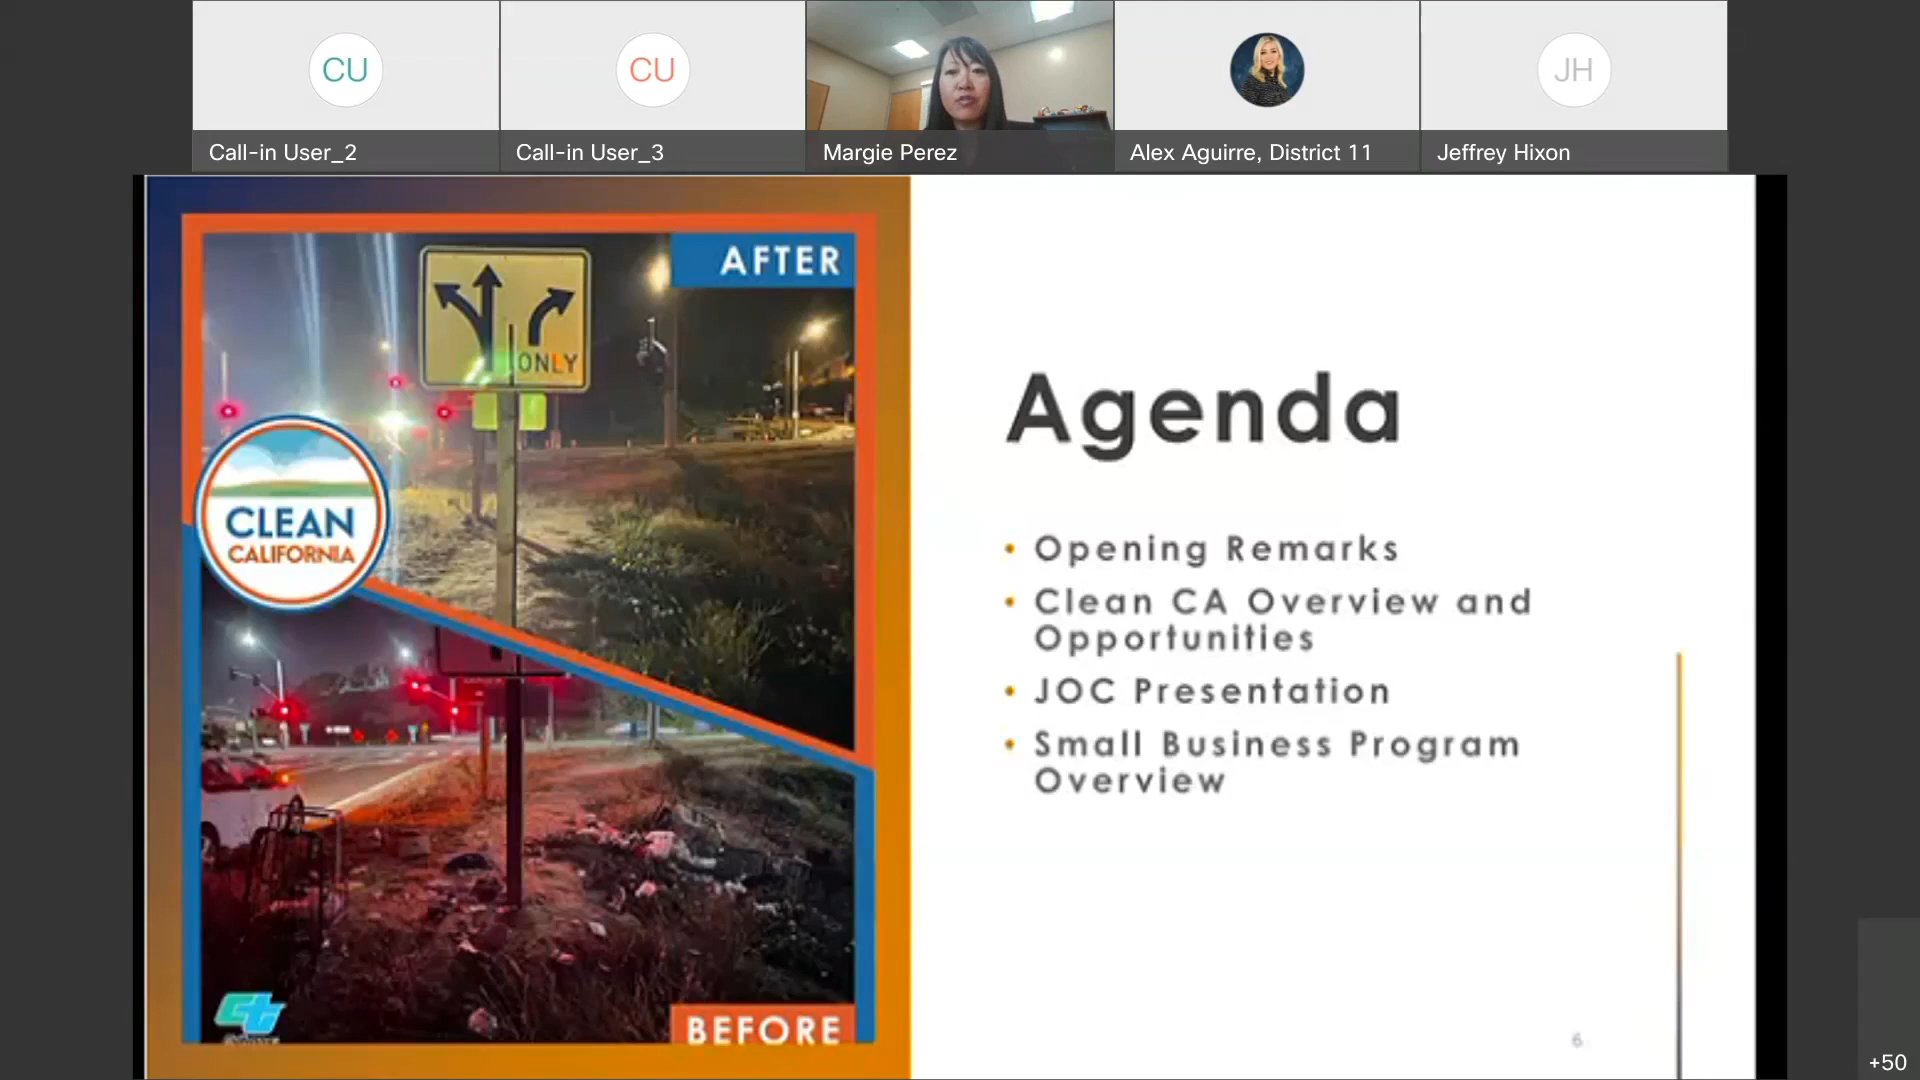 CU
CU
JH
Call-in User_2
Call-in User_3
Margie Perez
Alex Aguirre, District 11
Jeffrey Hixon
AFTER
ONLY
CLEAN
CALIFORNIA
BEFORE
Agenda
• Opening Remarks
• Clean CA Overview and
Opportunities
• JOC Presentation
• Small Business Program
Overview
6
+50